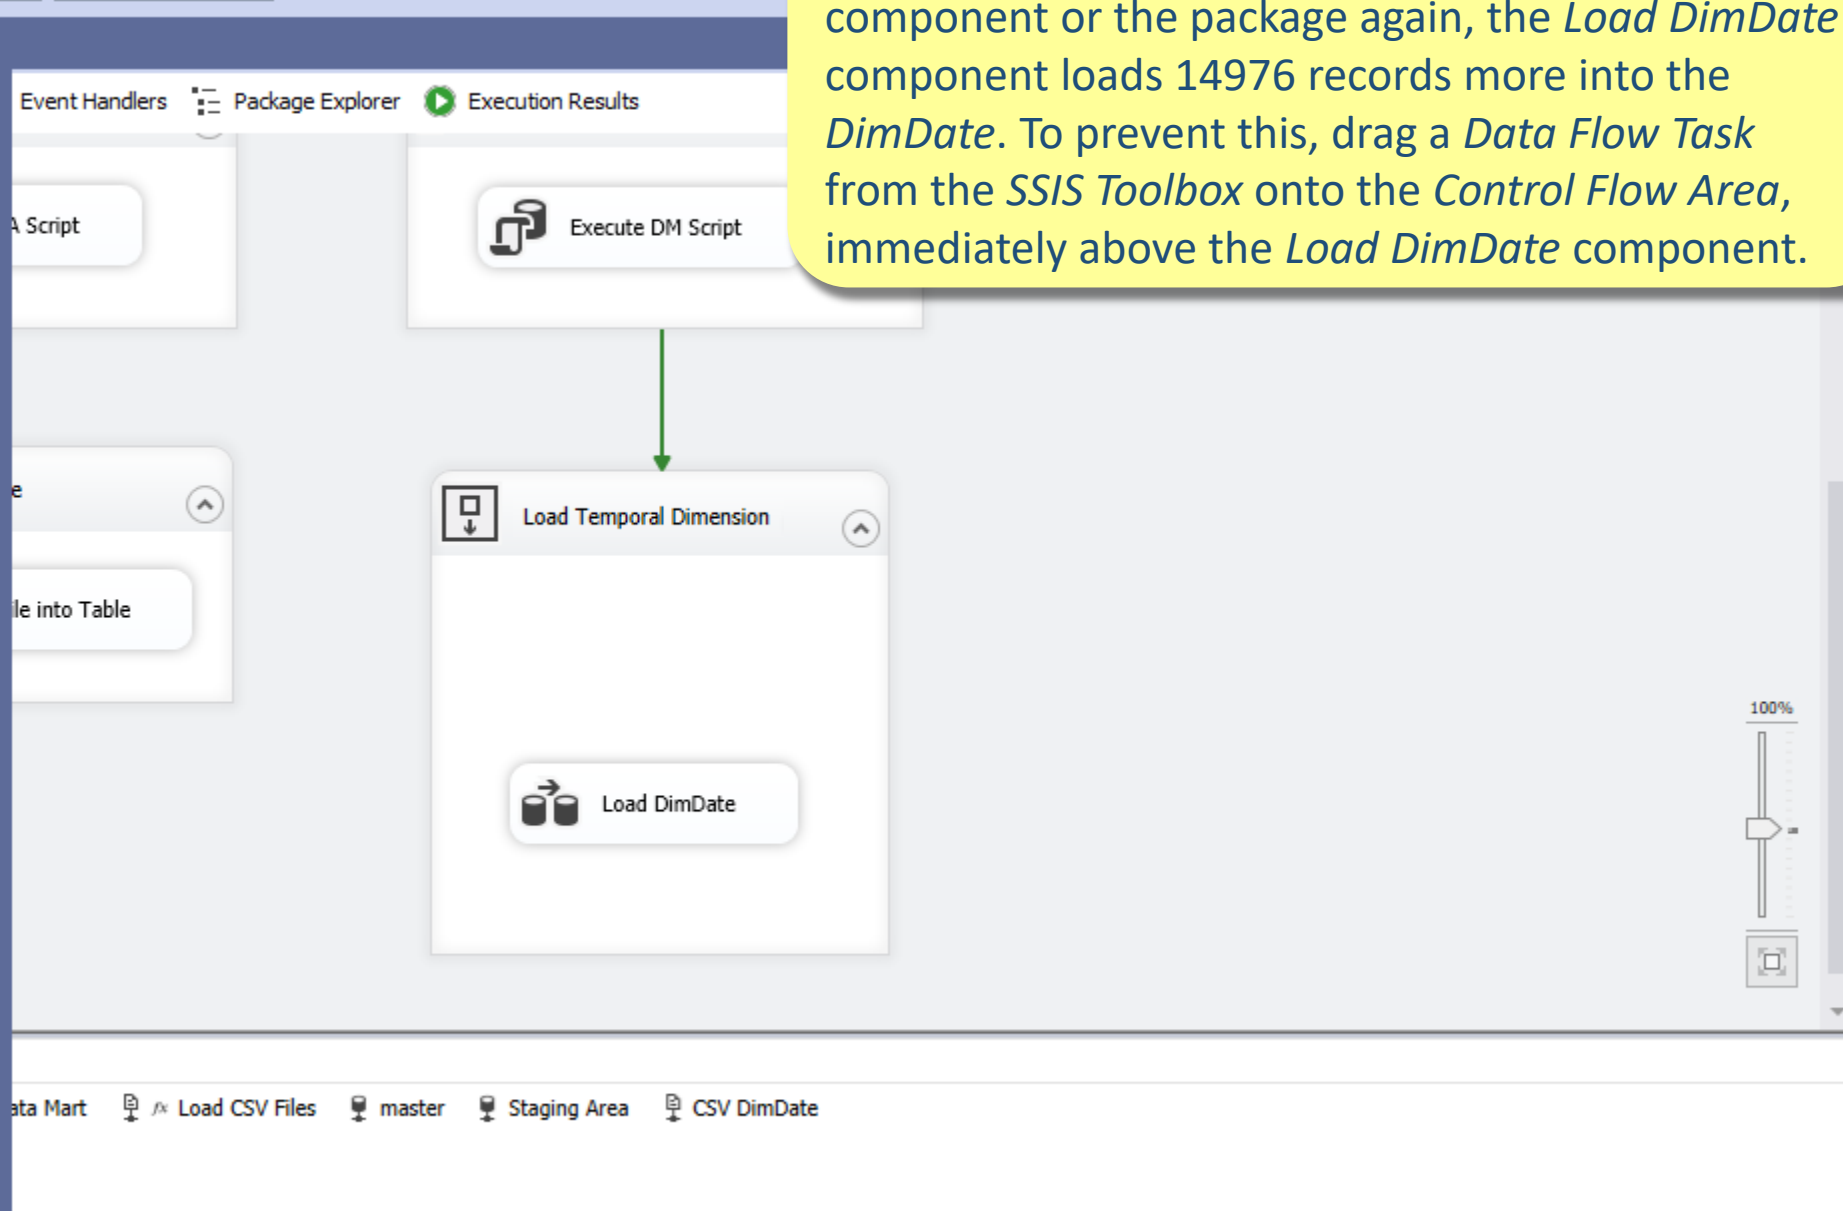 component or the package again, the Load DimDate
component loads 14976 records more into the
DimDate. To prevent this, drag a Data Flow Task
from the SSIS Toolbox onto the Control Flow Area,
immediately above the Load DimDate component.
Event Handlers Package Explorer Execution Results
A Script
Execute DM Script
e
Load Temporal Dimension
ile into Table
Load DimDate
100%
ata Mart fx Load CSV Files master Staging Area CSV DimDate